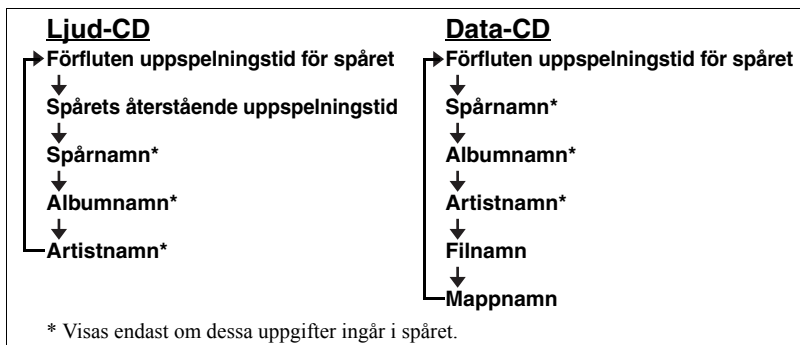 Ljud-CD
Förfluten uppspelningstid för spåret
Spårets återstående uppspelningstid
Spårnamn*
Albumnamn*
Artistnamn*
Data-CD
Förfluten uppspelningstid för spåret
Spårnamn*
Albumnamn*
Artistnamn*
Filnamn
Mappnamn
* Visas endast om dessa uppgifter ingår i spåret.